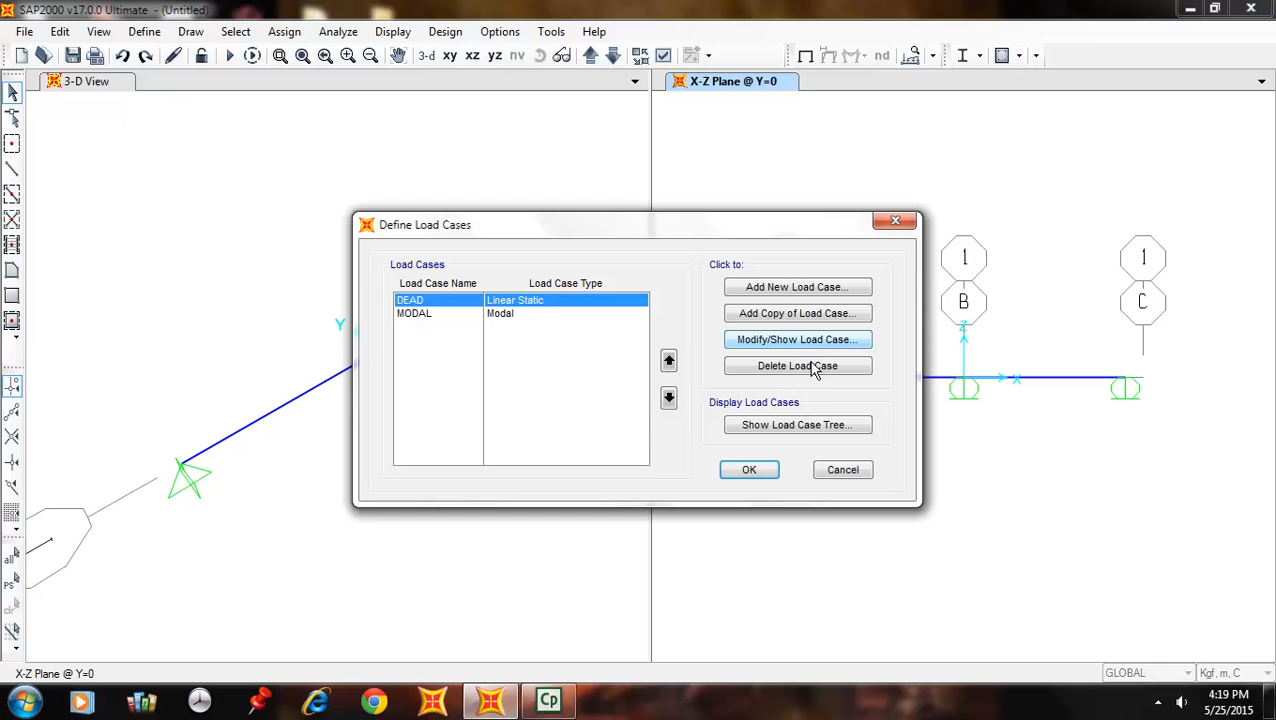 SAP2000 v17.0.0 Ultimate - (Untitled)
File Edit View Define Draw Select Assign Analyze Display Design Options Tools Help
3-d xy xz yz nd
3-D View
X-Z Plane @ Y=0
Define Load Cases
Load Cases
Load Case Name Load Case Type
DEAD Linear Static
MODAL Modal
Click to:
Add New Load Case...
Add Copy of Load Case...
Modify/Show Load Case...
Delete Load Case
Display Load Cases
Show Load Case Tree...
OK Cancel
Y
1 1
B C
Z
X
all
PS
clr
X-Z Plane @ Y=0
GLOBAL
Kgf, m, C
Cp
4:19 PM
5/25/2015